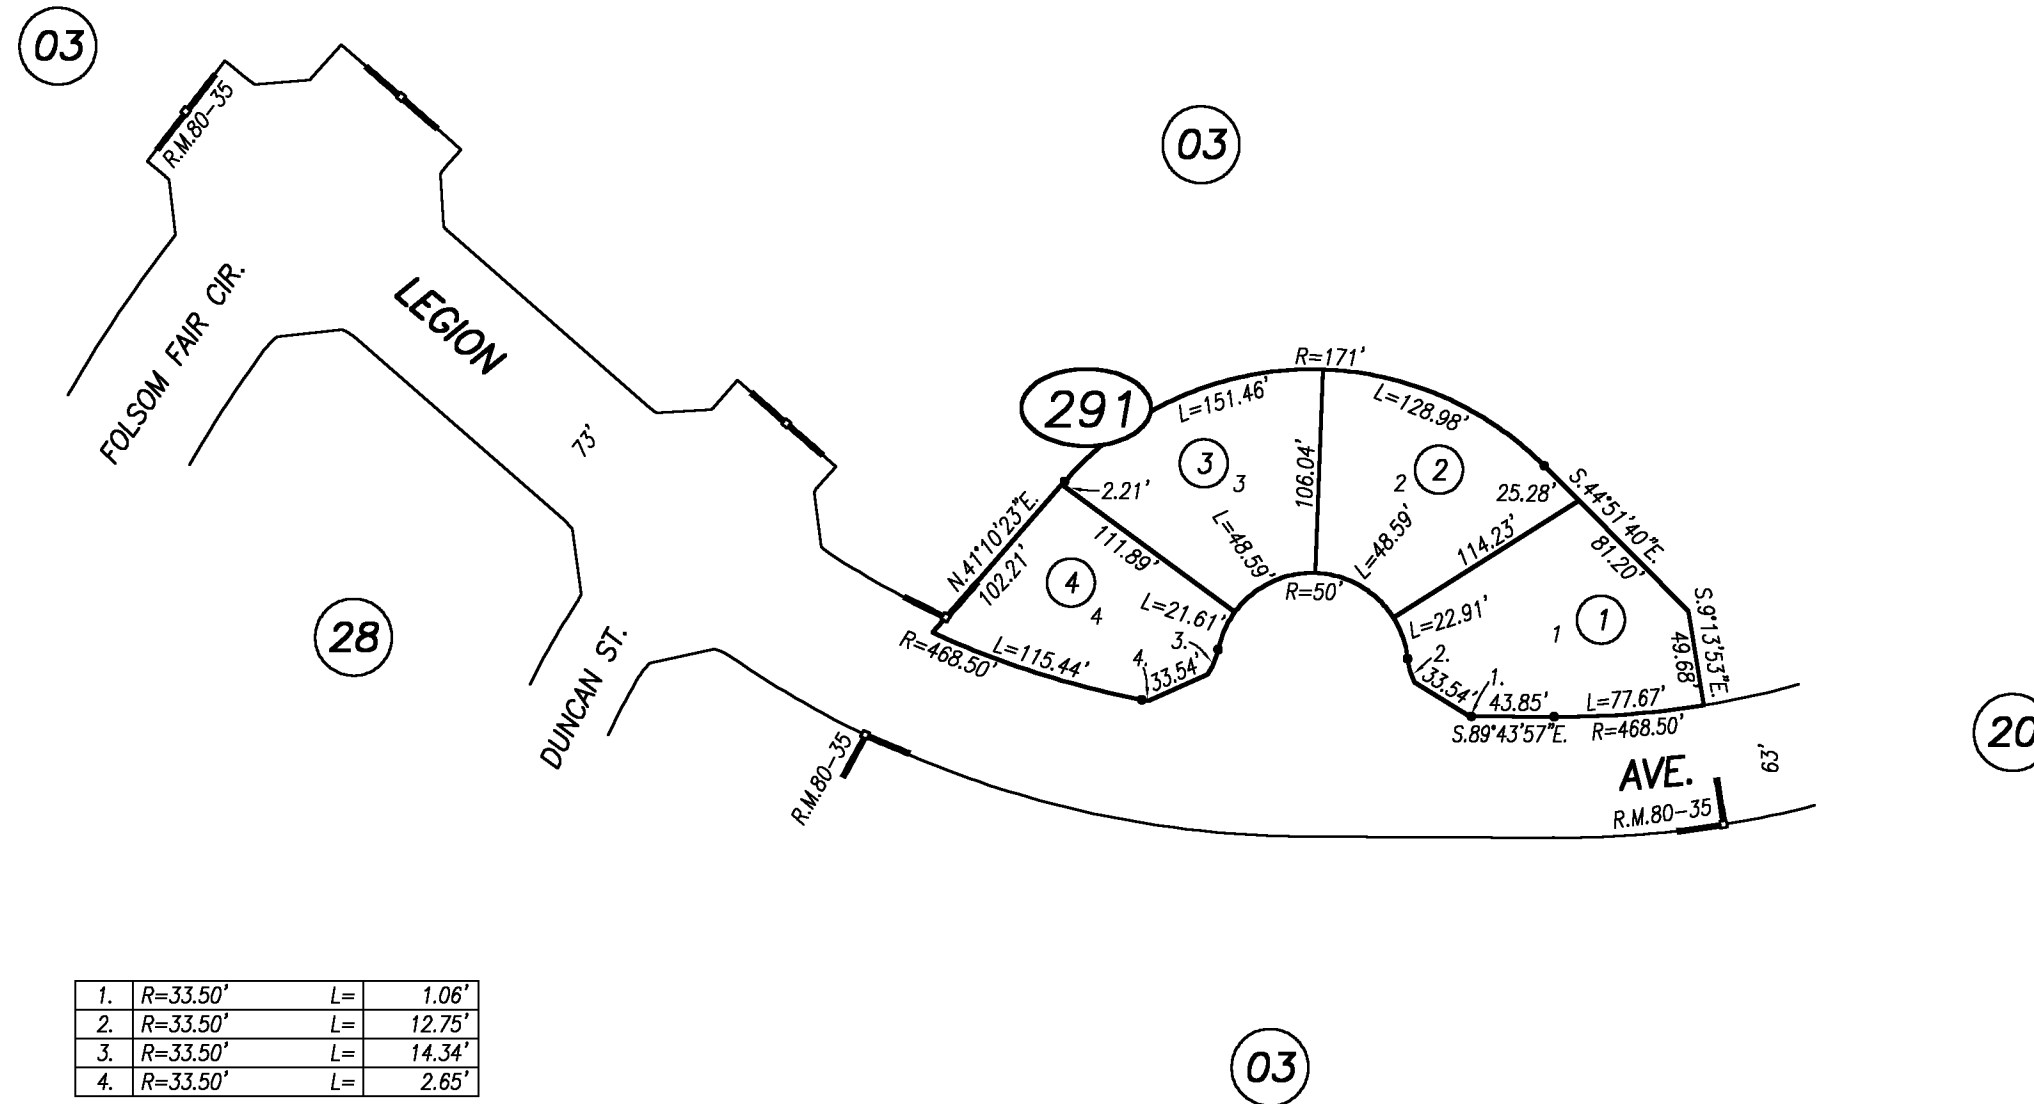 03
03
R.M.80-35
FOLSOM FAIR CIR.
LEGION
73'
28
DUNCAN ST.
R.M.80-35
291
R=171'
L=151.46'
L=128.98'
3
3
2
2
106.04'
25.28'
S.44°51'40"E.
81.20'
2.21'
111.89'
L=48.59'
L=48.59'
114.23'
N.41°10'23"E.
102.21'
4
4
L=21.61'
R=50'
L=22.91'
1
1
S.9°13'53"E.
49.68'
R=468.50'
L=115.44'
4.
33.54'
3.
2.
33.54'
1.
43.85'
L=77.67'
S.89°43'57"E.
R=468.50'
AVE.
63'
R.M.80-35
20
1. R=33.50' L= 1.06'
2. R=33.50' L= 12.75'
3. R=33.50' L= 14.34'
4. R=33.50' L= 2.65'
03